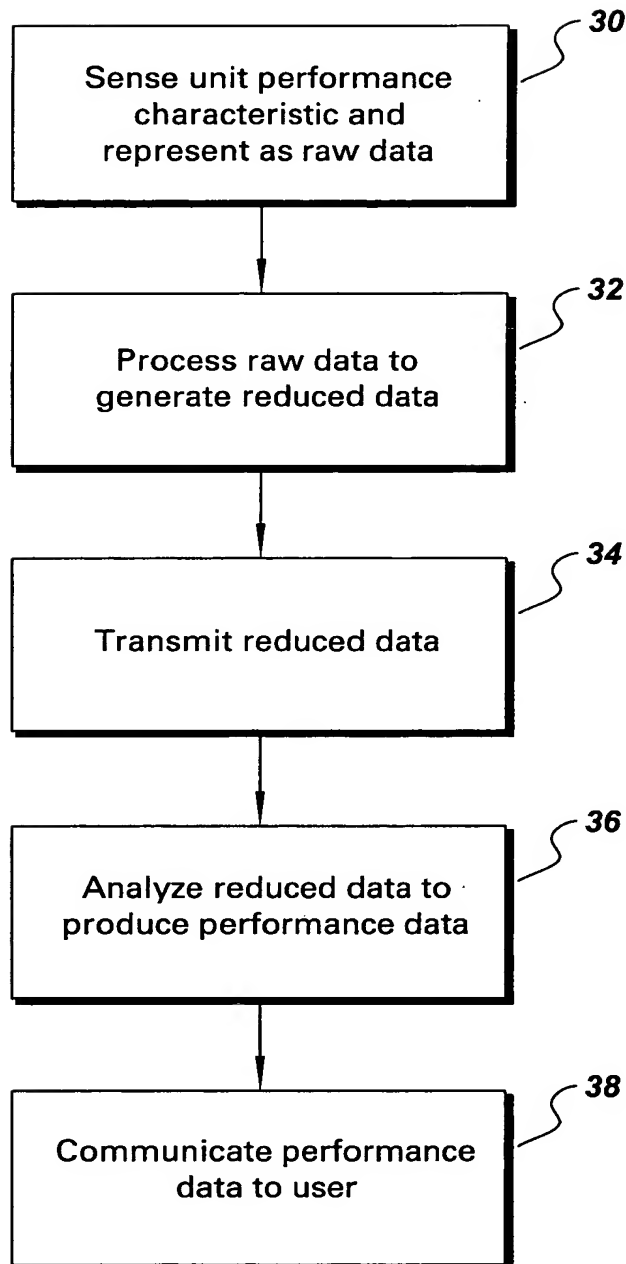 30
Sense unit performance
characteristic and
represent as raw data
32
Process raw data to
generate reduced data
34
Transmit reduced data
36
Analyze reduced data to
produce performance data
38
Communicate performance
data to user